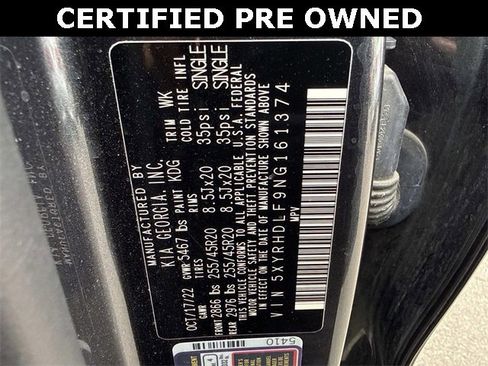 CERTIFIED PRE OWNED
MANUFACTURED BY
KIA GEORGIA, INC.
OCT/17/22 PAINT KDG TRIM WK
GVWR 5467 lbs
GAWR TIRES RIMS COLD TIRE INFL
FRONT 2866 lbs 255/45R20 8.5Jx20 35psi SINGLE
REAR 2976 lbs 255/45R20 8.5Jx20 35psi SINGLE
THIS VEHICLE CONFORMS TO ALL APPLICABLE U.S.A. FEDERAL
MOTOR VEHICLE SAFETY AND THEFT PREVENTION STANDARDS
IN EFFECT ON THE DATE OF MANUFACTURE SHOWN ABOVE
VIN 5XYRHDLF9NG161374
MPV
5410